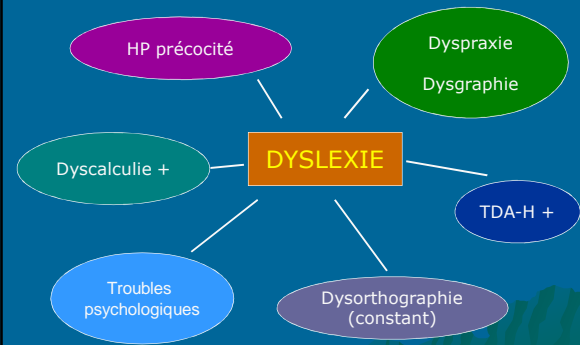 HP précocité
Dyspraxie
Dysgraphie
DYSLEXIE
Dyscalculie +
TDA-H +
Troubles
psychologiques
Dysorthographie
(constant)